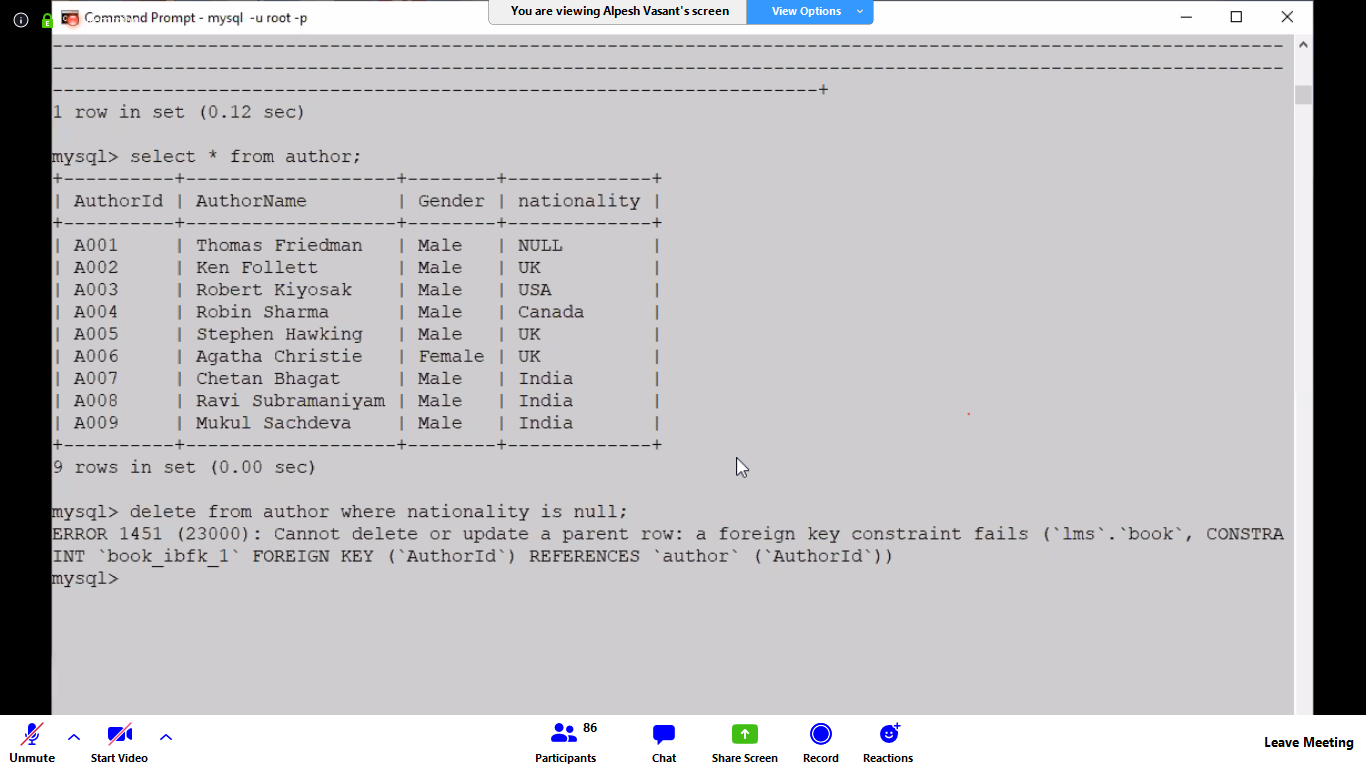 Command Prompt - mysql -u root -p
You are viewing Alpesh Vasant's screen
View Options
----------------------------------------------------------------------------------------------------------------
----------------------------------------------------------------------------------------------------------------
---------------------------------------------------------------------+
1 row in set (0.12 sec)
mysql> select * from author;
+----------+-------------------+--------+-------------+
| AuthorId | AuthorName        | Gender | nationality |
+----------+-------------------+--------+-------------+
| A001     | Thomas Friedman   | Male   | NULL        |
| A002     | Ken Follett       | Male   | UK          |
| A003     | Robert Kiyosak    | Male   | USA         |
| A004     | Robin Sharma      | Male   | Canada      |
| A005     | Stephen Hawking   | Male   | UK          |
| A006     | Agatha Christie   | Female | UK          |
| A007     | Chetan Bhagat     | Male   | India       |
| A008     | Ravi Subramaniyam | Male   | India       |
| A009     | Mukul Sachdeva    | Male   | India       |
+----------+-------------------+--------+-------------+
9 rows in set (0.00 sec)
mysql> delete from author where nationality is null;
ERROR 1451 (23000): Cannot delete or update a parent row: a foreign key constraint fails (`lms`.`book`, CONSTRA
INT `book_ibfk_1` FOREIGN KEY (`AuthorId`) REFERENCES `author` (`AuthorId`))
mysql>
86
Unmute
Start Video
Participants
Chat
Share Screen
Record
Reactions
Leave Meeting